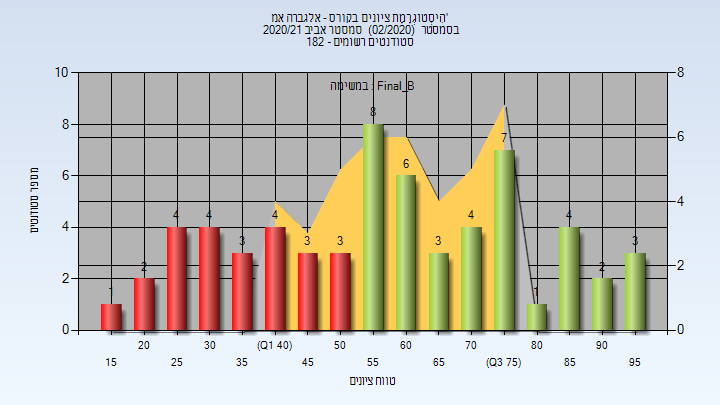 היסטוגרמת ציונים בקורס - אלגברה אמ'
בסמסטר (02/2020) סמסטר אביב 2020/21
סטודנטים רשומים - 182
במשימה : Final_B
10 8
8 6
6 4
4 2
2 0
0
מספר סטודנטים
1 2 4 4 3 4 3 3 8 6 3 4 7 1 4 2 3
20 30 (Q1 40) 50 60 70 80 90
15 25 35 45 55 65 (Q3 75) 85 95
טווח ציונים